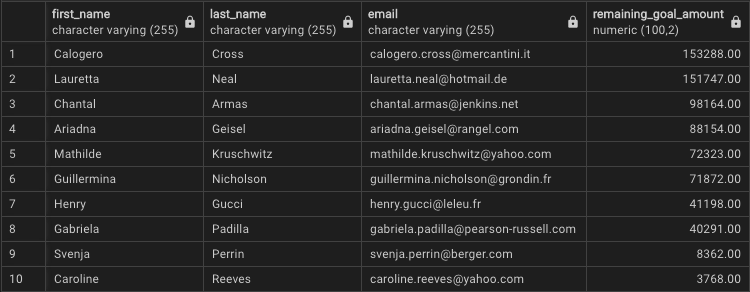 first_name last_name email remaining_goal_amount
character varying (255) character varying (255) character varying (255) numeric (100,2)
1 Calogero Cross calogero.cross@mercantini.it 153288.00
2 Lauretta Neal lauretta.neal@hotmail.de 151747.00
3 Chantal Armas chantal.armas@jenkins.net 98164.00
4 Ariadna Geisel ariadna.geisel@rangel.com 88154.00
5 Mathilde Kruschwitz mathilde.kruschwitz@yahoo.com 72323.00
6 Guillermina Nicholson guillermina.nicholson@grondin.fr 71872.00
7 Henry Gucci henry.gucci@leleu.fr 41198.00
8 Gabriela Padilla gabriela.padilla@pearson-russell.com 40291.00
9 Svenja Perrin svenja.perrin@berger.com 8362.00
10 Caroline Reeves caroline.reeves@yahoo.com 3768.00